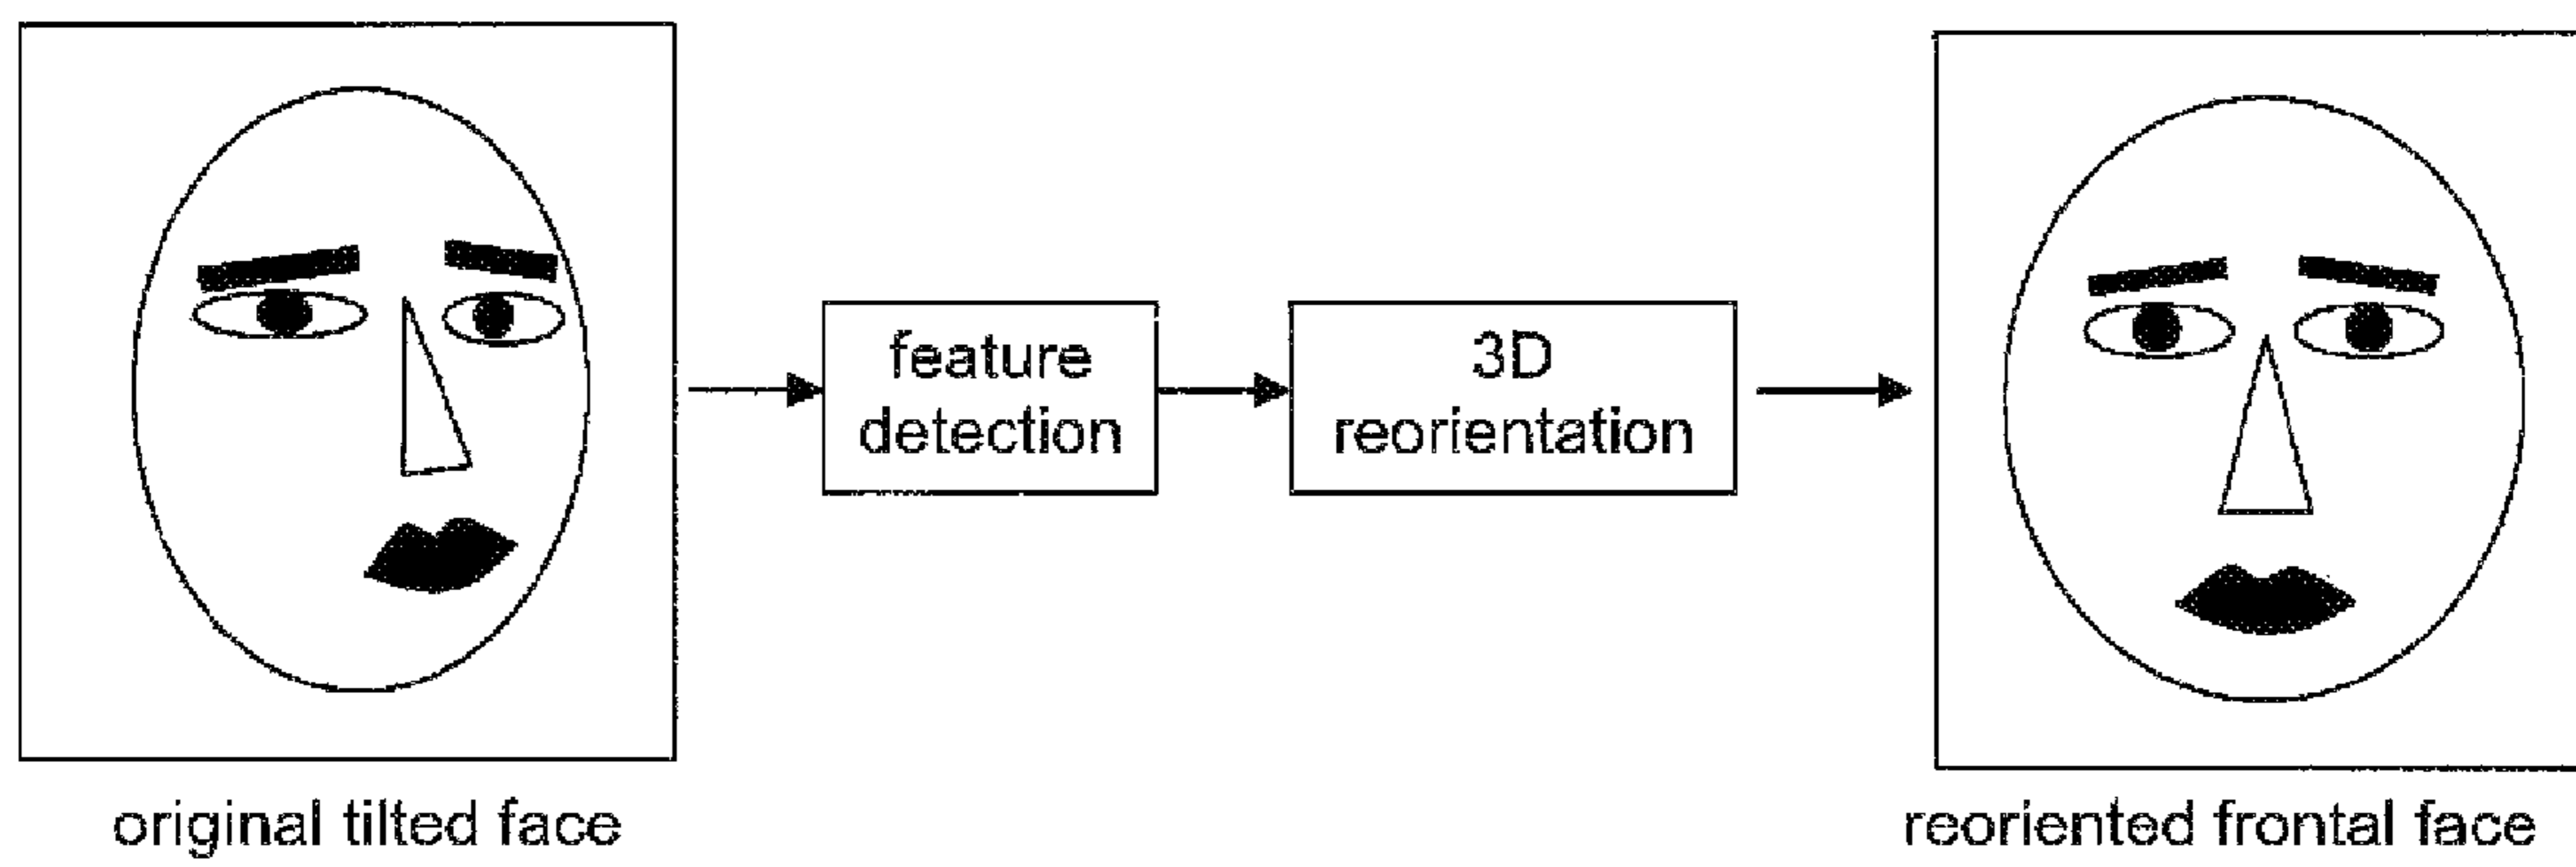 feature
detection
3D
reorientation
original tilted face
reoriented frontal face